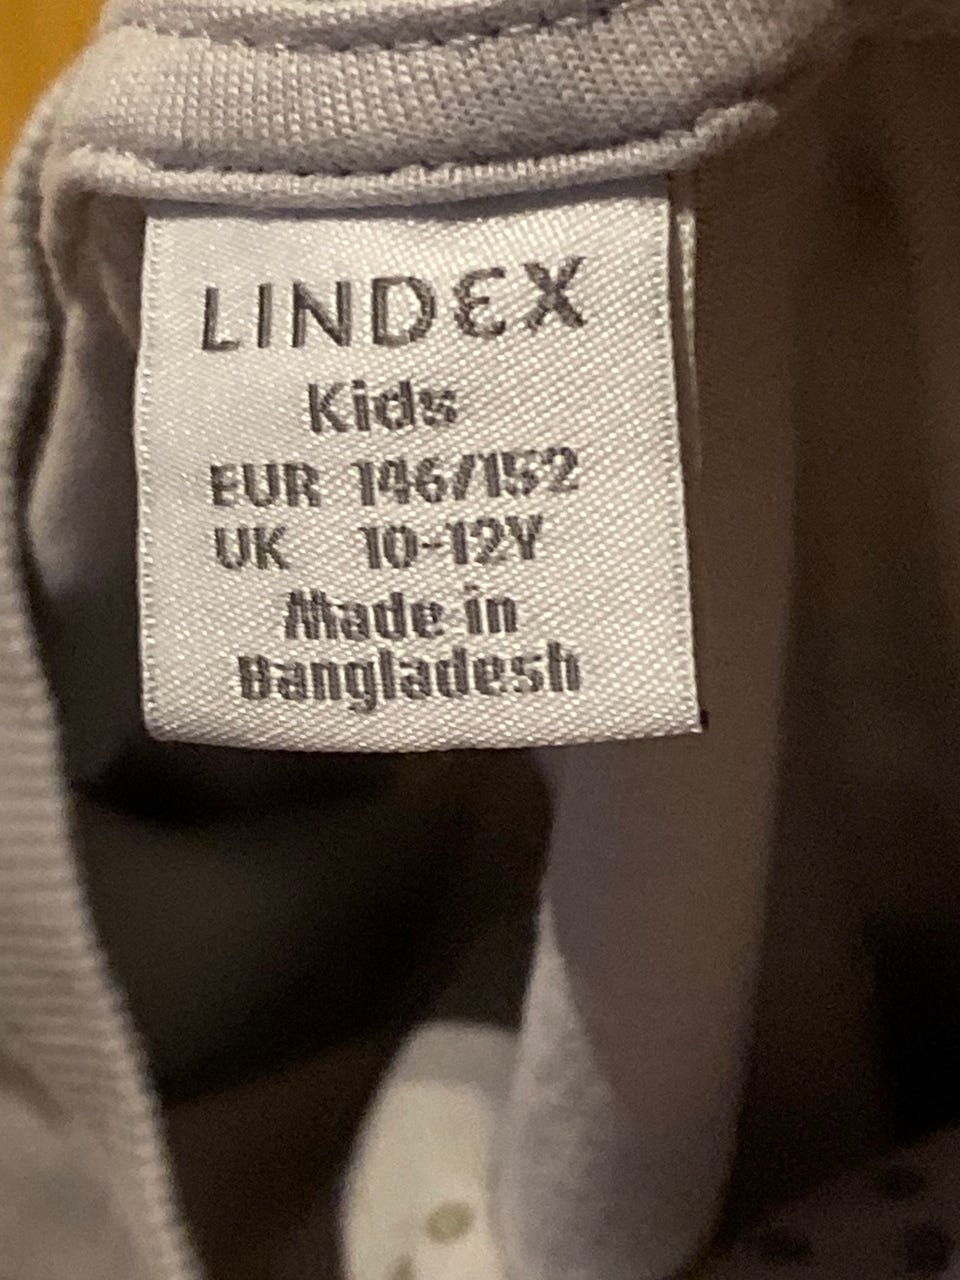 LINDEX
Kids
EUR 146/152
UK 10-12Y
Made in
Bangladesh